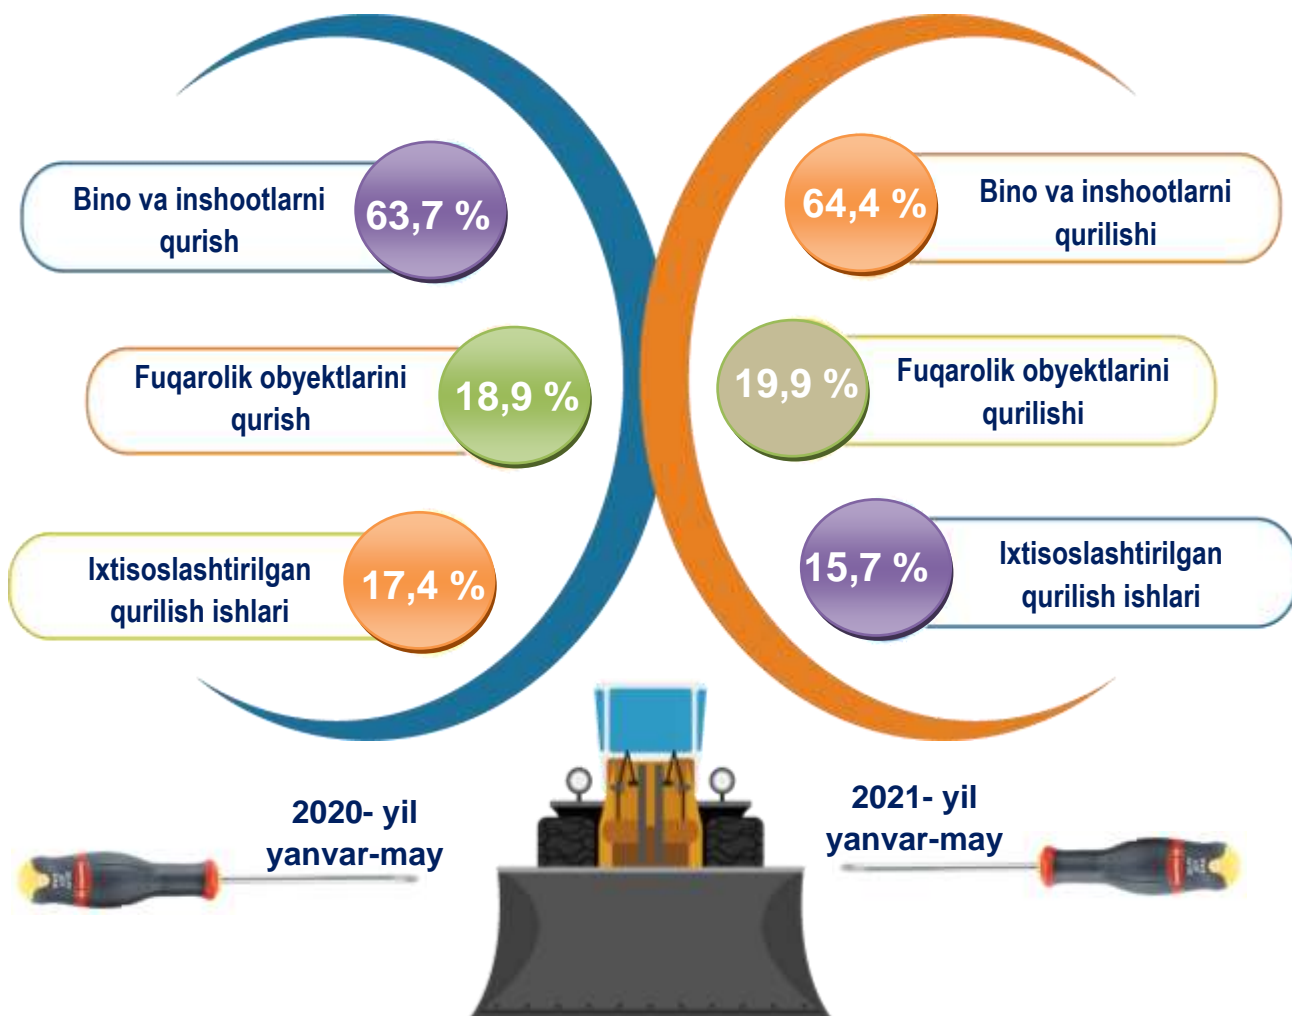 Bino va inshootlarni
qurish
63,7 %
Fuqarolik obyektlarini
qurish
18,9 %
Ixtisoslashtirilgan
qurilish ishlari
17,4 %
2020- yil
yanvar-may
64,4 %
Bino va inshootlarni
qurilishi
19,9 %
Fuqarolik obyektlarini
qurilishi
15,7 %
Ixtisoslashtirilgan
qurilish ishlari
2021- yil
yanvar-may